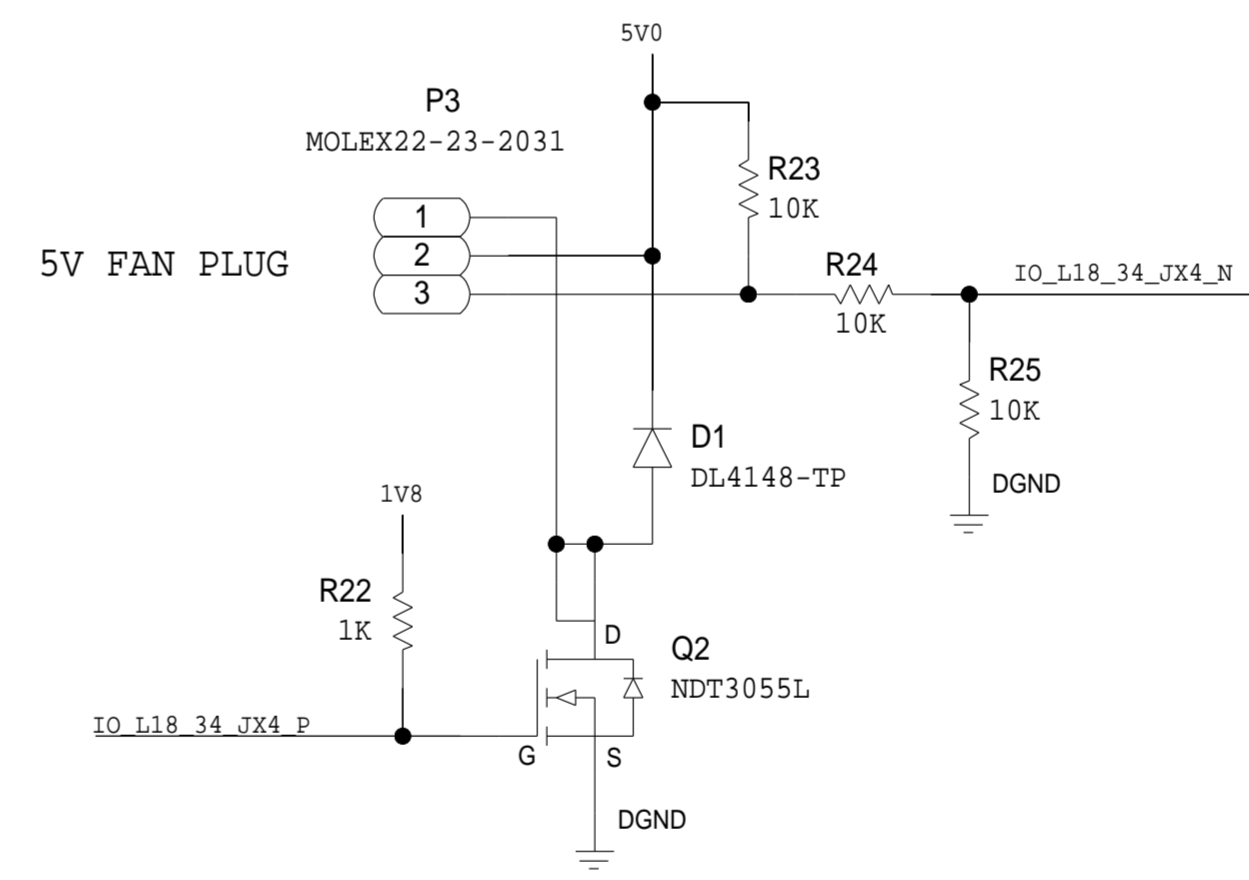 5V0
P3
MOLEX22-23-2031
R23
10K
1
2
3
5V FAN PLUG
R24
10K
IO_L18_34_JX4_N
R25
10K
DGND
D1
DL4148-TP
1V8
R22
1K
D
Q2
NDT3055L
IO_L18_34_JX4_P
G
S
DGND